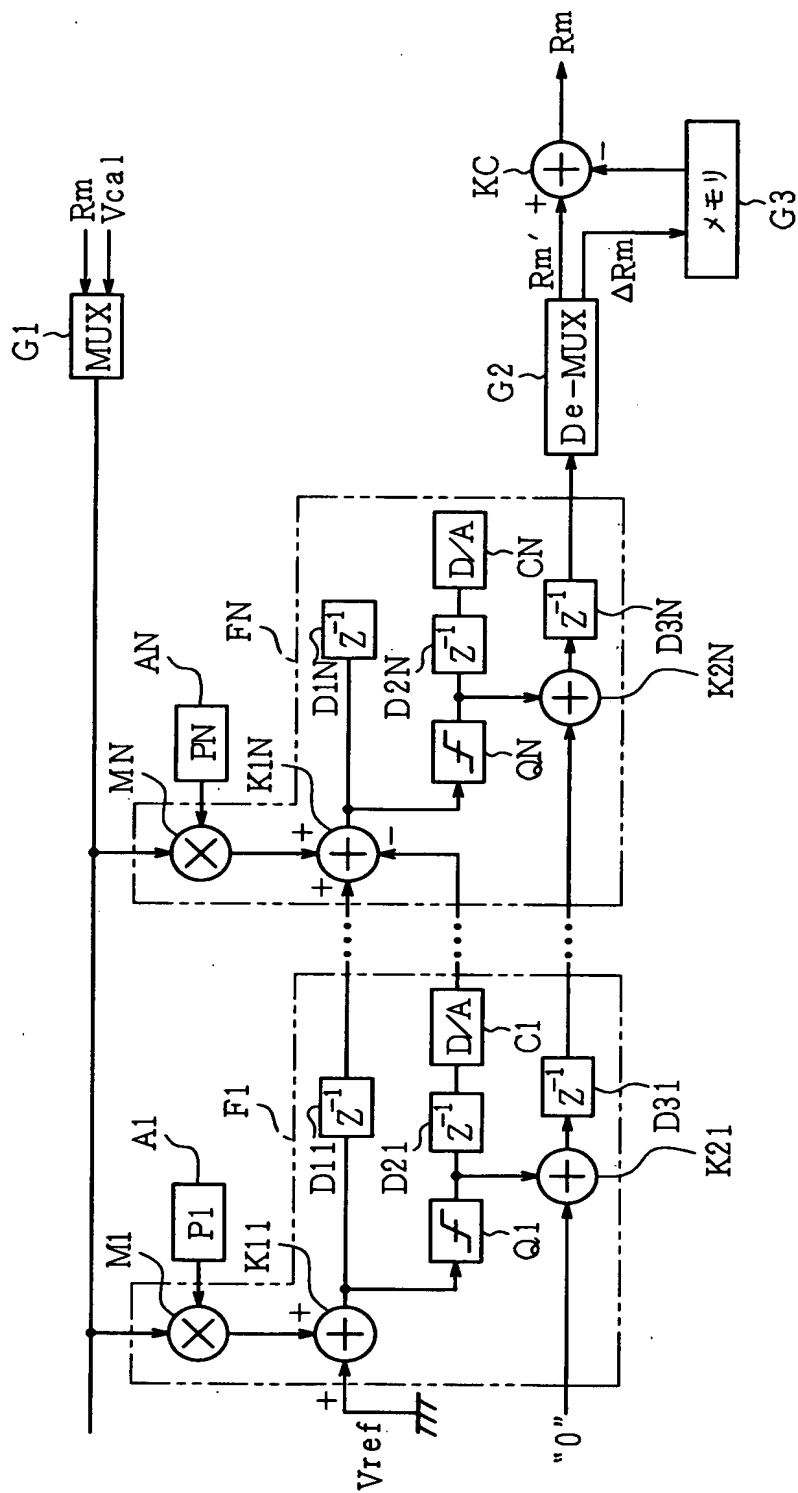 G1
MUX
Rm
Vcal
A1
P1
M1
K11
F1
D11
Z⁻¹
D21
Z⁻¹
D/A
C1
Q1
Z⁻¹
D31
K21
Vref
"0"
+
+
+
×
+
AN
PN
MN
K1N
FN
D1N
Z⁻¹
D2N
Z⁻¹
D/A
CN
QN
Z⁻¹
D3N
K2N
+
+
−
+
×
+
G2
De-MUX
Rm′
ΔRm
KC
+
+
−
Rm
メモリ
G3